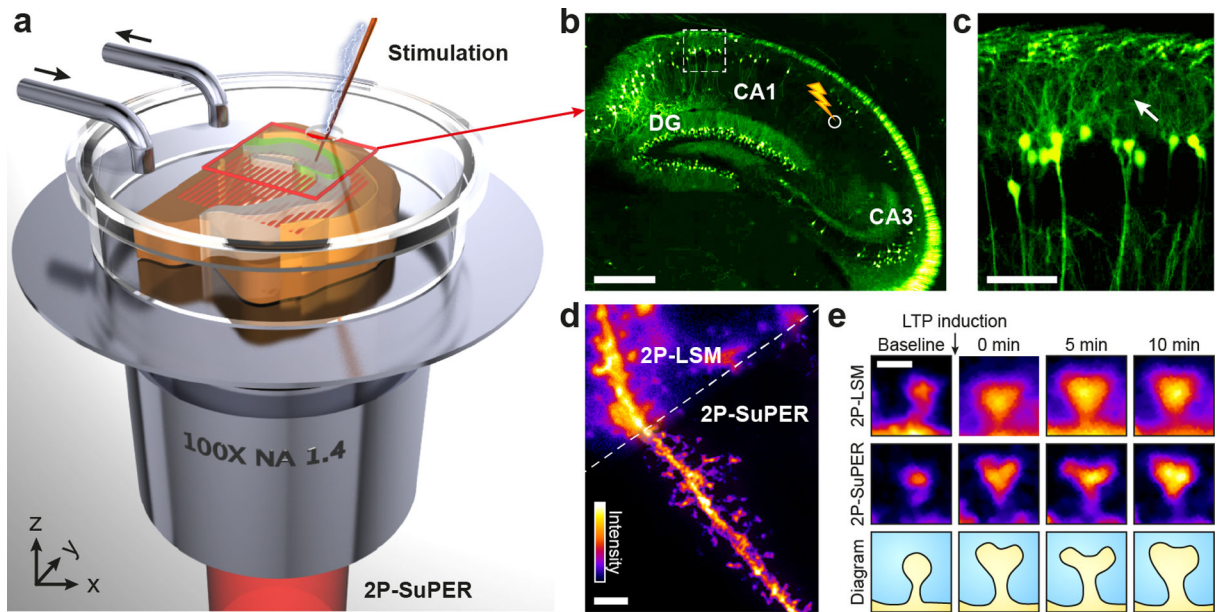 a
Stimulation
100X NA 1.4
z
y
x
2P-SuPER
b
CA1
DG
CA3
c
d
2P-LSM
2P-SuPER
Intensity
e
LTP induction
Baseline
0 min
5 min
10 min
2P-LSM
2P-SuPER
Diagram